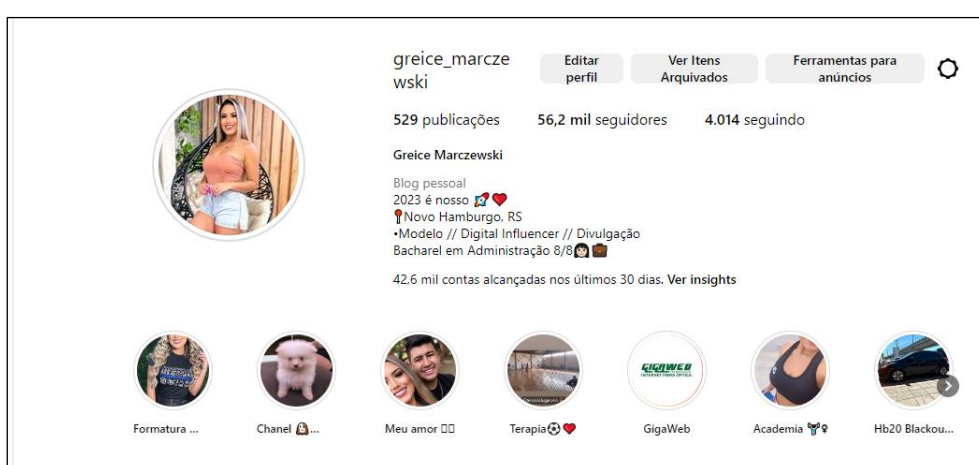 greice_marcze
wski
Editar
perfil
Ver Itens
Arquivados
Ferramentas para
anúncios
529 publicações 56,2 mil seguidores 4.014 seguindo
Greice Marczewski
Blog pessoal
2023 é nosso 🚀❤️
📍Novo Hamburgo, RS
•Modelo // Digital Influencer // Divulgação
Bacharel em Administração 8/8👩🏻💼
42,6 mil contas alcançadas nos últimos 30 dias. Ver insights
GIGAWEB
Formatura ...
Chanel 🐶...
Meu amor ▯▯
Terapia⚽❤️
GigaWeb
Academia 🏋️♀
Hb20 Blackou...